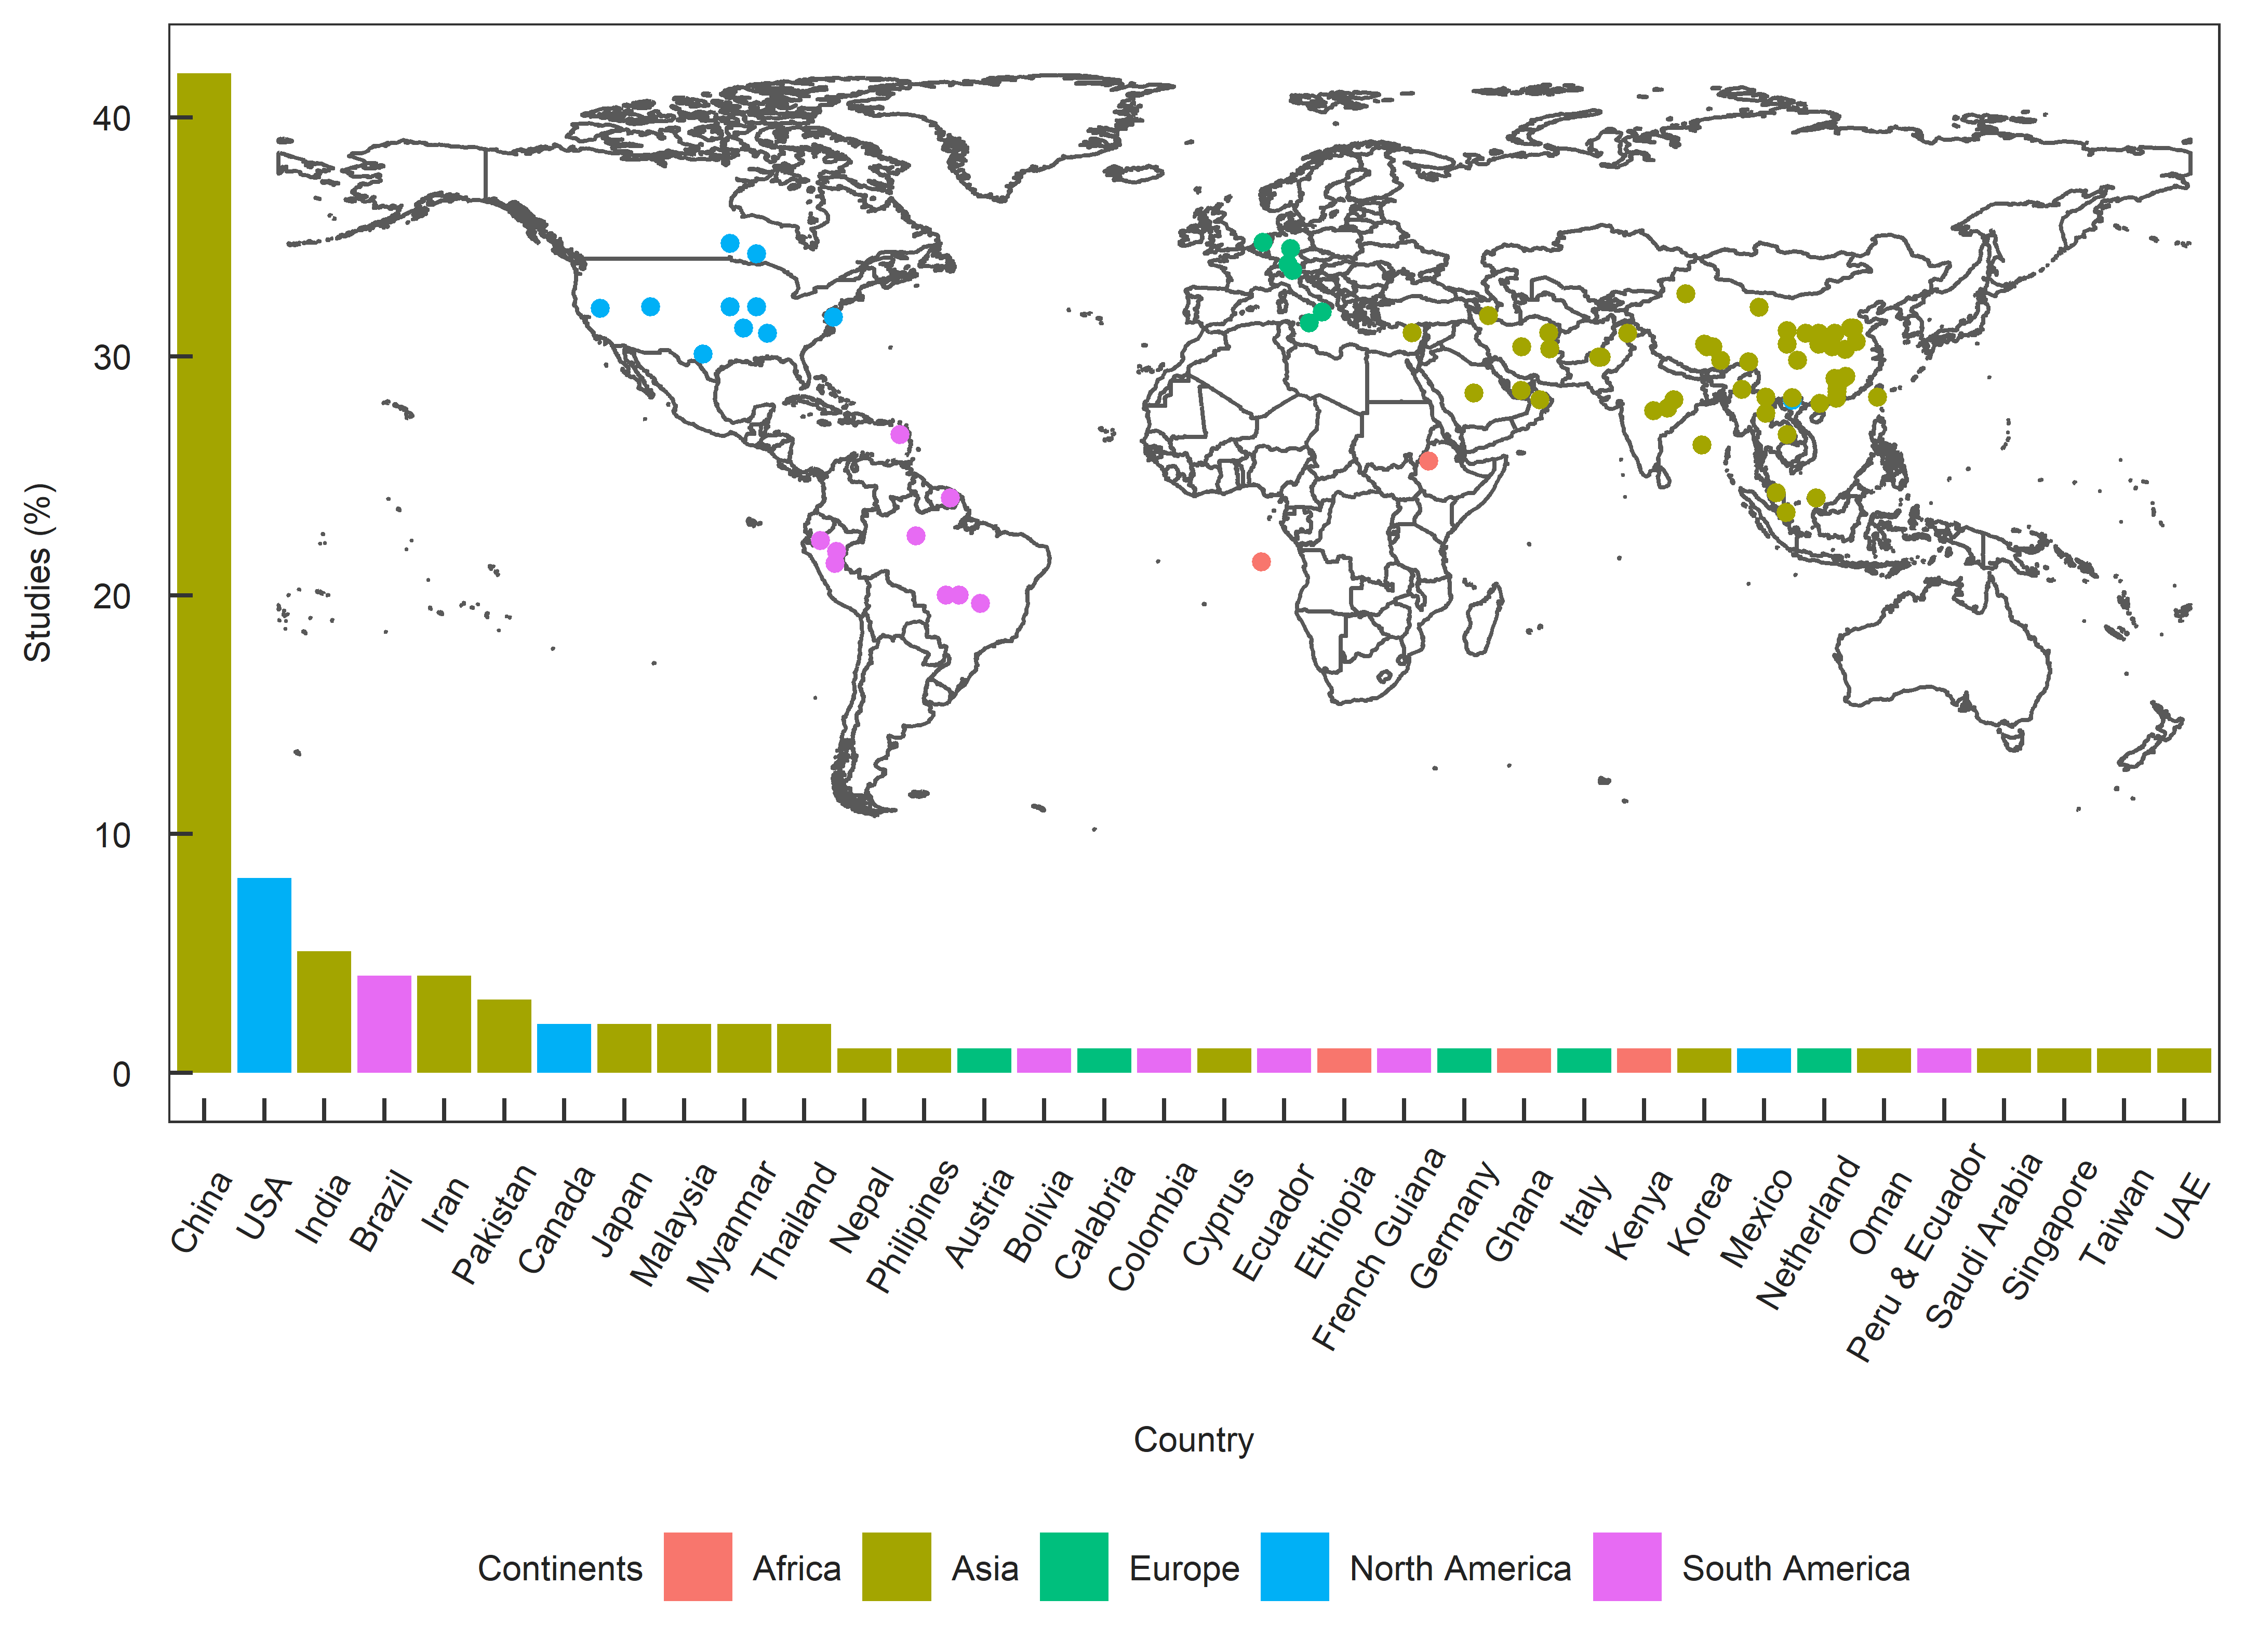 Studies (%)
40
30
20
10
0
China
USA
India
Brazil
Iran
Pakistan
Canada
Japan
Malaysia
Myanmar
Thailand
Nepal
Philipines
Austria
Bolivia
Calabria
Colombia
Cyprus
Ecuador
Ethiopia
French Guiana
Germany
Ghana
Italy
Kenya
Korea
Mexico
Netherland
Oman
Peru & Ecuador
Saudi Arabia
Singapore
Taiwan
UAE
Country
Continents Africa Asia Europe North America South America